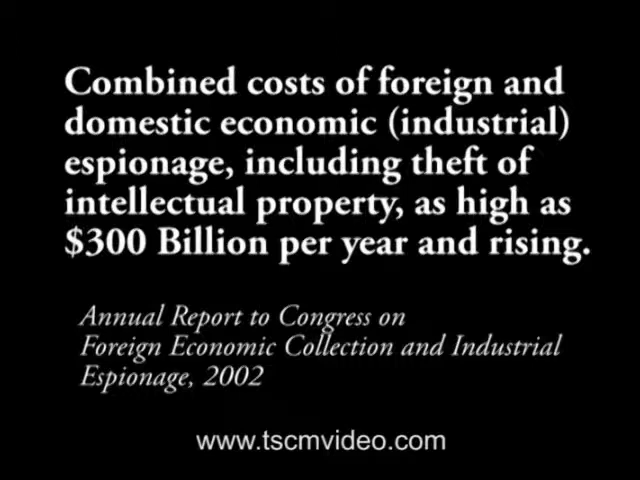 Combined costs of foreign and
domestic economic (industrial)
espionage, including theft of
intellectual property, as high as
$300 Billion per year and rising.
Annual Report to Congress on
Foreign Economic Collection and Industrial
Espionage, 2002
www.tscmvideo.com